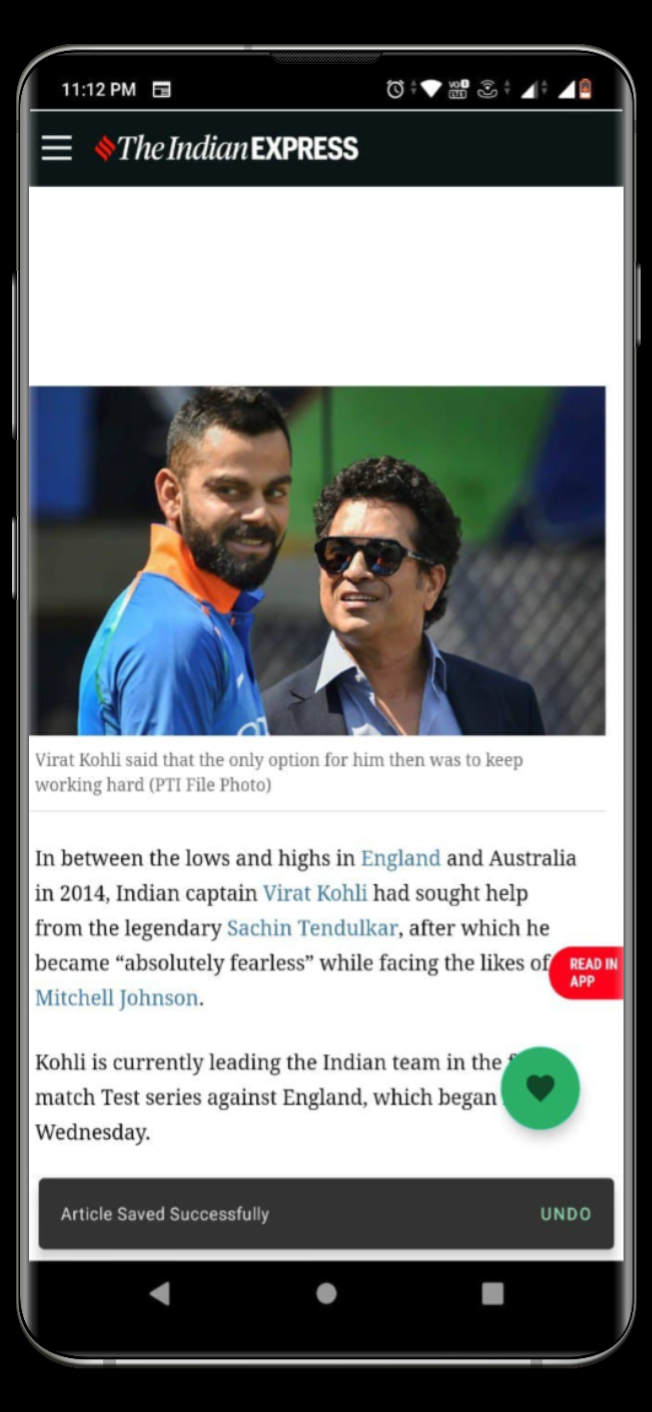 11:12 PM
The Indian EXPRESS
Virat Kohli said that the only option for him then was to keep
working hard (PTI File Photo)
In between the lows and highs in England and Australia
in 2014, Indian captain Virat Kohli had sought help
from the legendary Sachin Tendulkar, after which he
became “absolutely fearless” while facing the likes of
READ IN
APP
Mitchell Johnson.
Kohli is currently leading the Indian team in the
match Test series against England, which began
Wednesday.
Article Saved Successfully UNDO